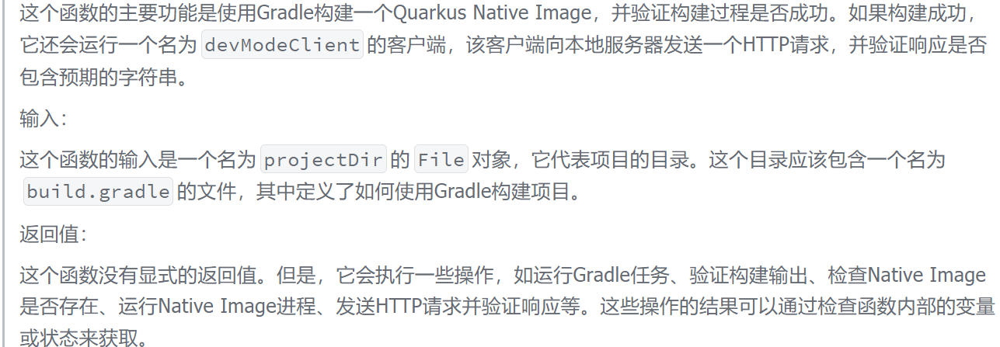 这个函数的主要功能是使用Gradle构建一个Quarkus Native Image，并验证构建过程是否成功。如果构建成功，
它还会运行一个名为 devModeClient 的客户端，该客户端向本地服务器发送一个HTTP请求，并验证响应是否
包含预期的字符串。
输入：
这个函数的输入是一个名为 projectDir 的 File 对象，它代表项目的目录。这个目录应该包含一个名为
build.gradle 的文件，其中定义了如何使用Gradle构建项目。
返回值：
这个函数没有显式的返回值。但是，它会执行一些操作，如运行Gradle任务、验证构建输出、检查Native Image
是否存在、运行Native Image进程、发送HTTP请求并验证响应等。这些操作的结果可以通过检查函数内部的变量
或状态来获取。